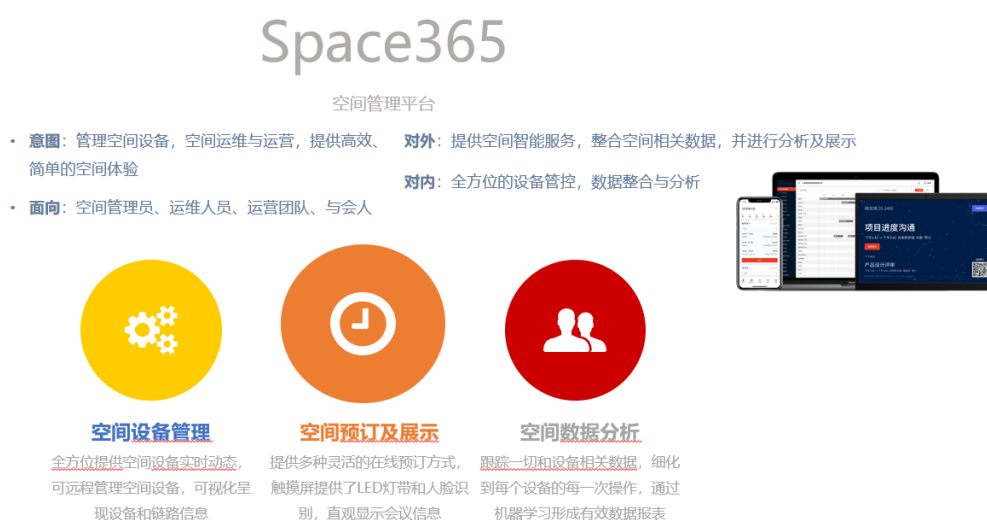 Space365
空间管理平台
• 意图：管理空间设备，空间运维与运营，提供高效、
简单的空间体验
• 面向：空间管理员、运维人员、运营团队、与会人
对外：提供空间智能服务，整合空间相关数据，并进行分析及展示
对内：全方位的设备管控，数据整合与分析
项目进度沟通
产品设计评审
空间设备管理
全方位提供空间设备实时动态，
可远程管理空间设备，可视化呈
现设备和链路信息
空间预订及展示
提供多种灵活的在线预订方式，
触摸屏提供了LED灯带和人脸识
别，直观显示会议信息
空间数据分析
跟踪一切和设备相关数据，细化
到每个设备的每一次操作，通过
机器学习形成有效数据报表